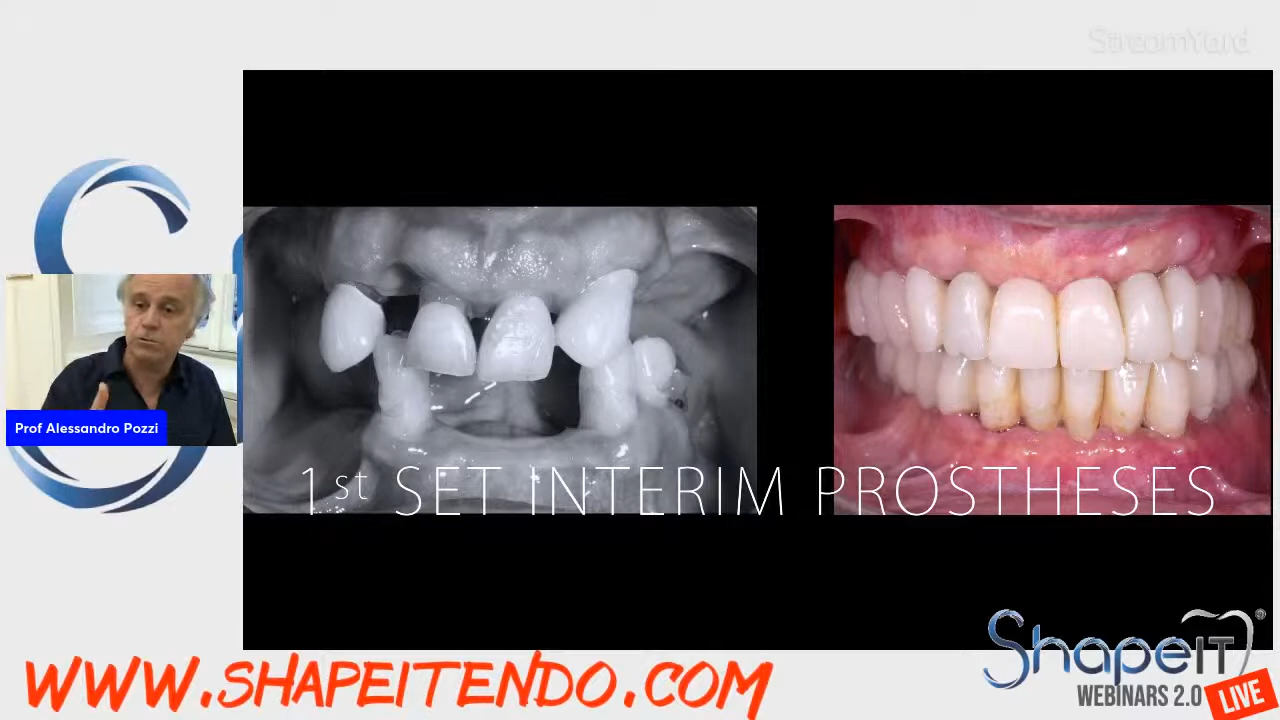 StreamYard
Prof Alessandro Pozzi
1st SET INTERIM PROSTHESES
ShapeIT®
WEBINARS 2.0 LIVE
WWW.SHAPEITENDO.COM